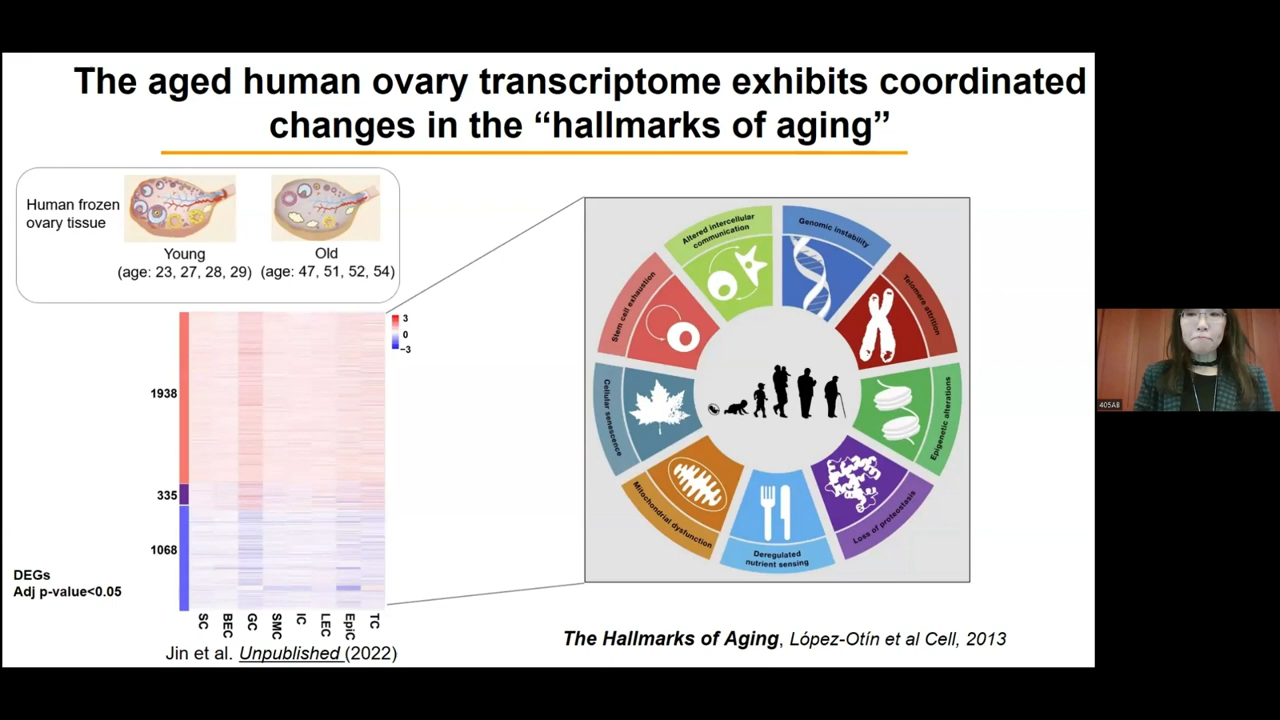 The aged human ovary transcriptome exhibits coordinated
changes in the “hallmarks of aging”
Human frozen
ovary tissue
Young
(age: 23, 27, 28, 29)
Old
(age: 47, 51, 52, 54)
3
0
−3
1938
335
1068
DEGs
Adj p-value<0.05
SC
BEC
GC
SMC
IC
LEC
EpiC
TC
Jin et al. Unpublished (2022)
Altered intercellular
communication
Genomic instability
Telomere attrition
Epigenetic alterations
Loss of proteostasis
Deregulated
nutrient sensing
Mitochondrial dysfunction
Cellular senescence
Stem cell exhaustion
The Hallmarks of Aging, López-Otín et al Cell, 2013
405AB